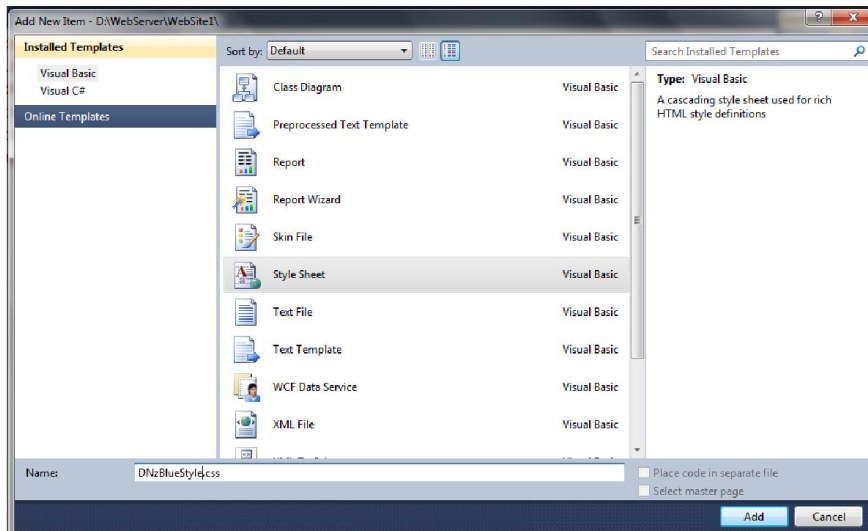 Add New Item - D:\WebServer\WebSite1\
Installed Templates
Visual Basic
Visual C#
Online Templates
Sort by: Default
Search Installed Templates
Class Diagram Visual Basic
Preprocessed Text Template Visual Basic
Report Visual Basic
Report Wizard Visual Basic
Skin File Visual Basic
Style Sheet Visual Basic
Text File Visual Basic
Text Template Visual Basic
WCF Data Service Visual Basic
XML File Visual Basic
Type: Visual Basic
A cascading style sheet used for rich
HTML style definitions
Name: DNzBlueStyle.css
Place code in separate file
Select master page
Add Cancel